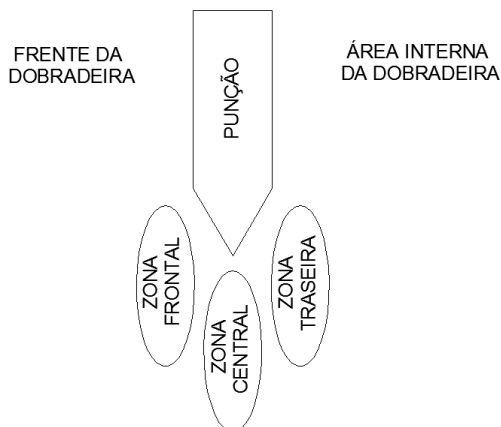 FRENTE DA
DOBRADEIRA
PUNÇÃO
ÁREA INTERNA
DA DOBRADEIRA
ZONA
FRONTAL
ZONA
CENTRAL
ZONA
TRASEIRA